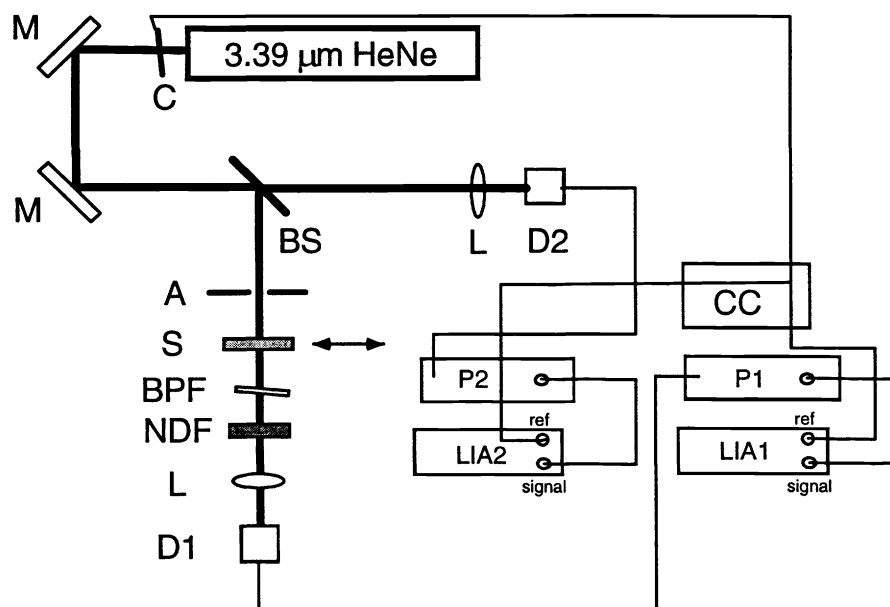 M
3.39 µm HeNe
C
M
BS
L
D2
A
CC
S
P2
P1
BPF
NDF
ref
ref
LIA2
LIA1
L
signal
signal
D1